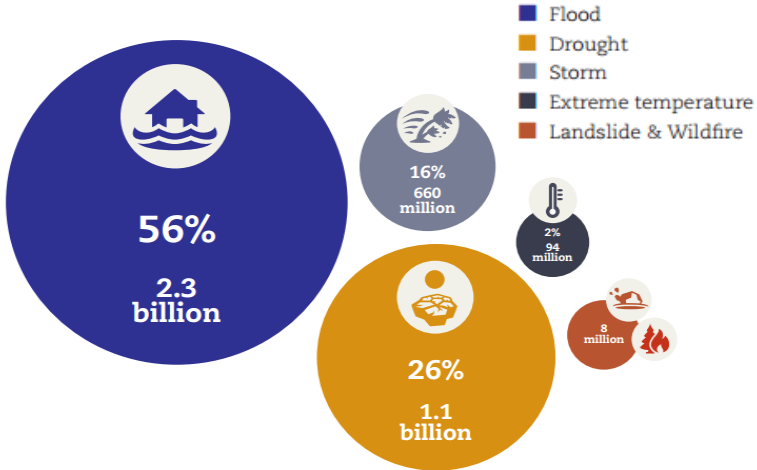 Flood
Drought
Storm
Extreme temperature
Landslide & Wildfire
56%
2.3
billion
16%
660
million
2%
94
million
8
million
26%
1.1
billion